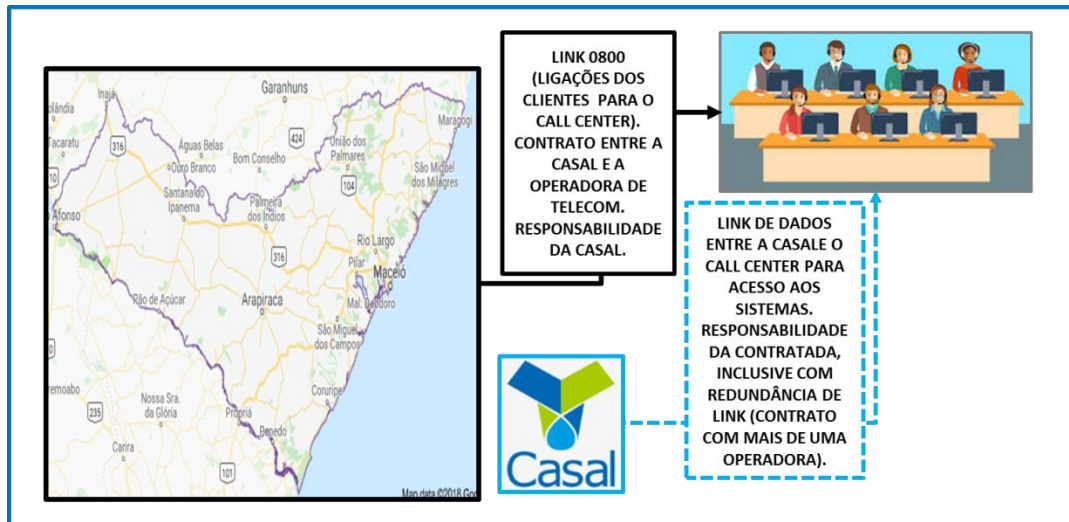 LINK 0800
(LIGAÇÕES DOS
CLIENTES PARA O
CALL CENTER).
CONTRATO ENTRE A
CASAL E A
OPERADORA DE
TELECOM.
RESPONSABILIDADE
DA CASAL.
LINK DE DADOS
ENTRE A CASALE O
CALL CENTER PARA
ACESSO AOS
SISTEMAS.
RESPONSABILIDADE
DA CONTRATADA,
INCLUSIVE COM
REDUNDÂNCIA DE
LINK (CONTRATO
COM MAIS DE UMA
OPERADORA).
Casal
Inajá
Garanhuns
Maragogi
Tacaratu
316
Águas Belas
424
União dos
Palmares
Ouro Branco
Bom Conselho
São Miguel
dos Milagres
104
Santana do
Ipanema
Palmeira
dos Índios
Afonso
Rio Largo
316
Pilar
Maceió
Pão de Açúcar
Arapiraca
Mal. Deodoro
São Miguel
dos Campos
Nossa Sra.
da Glória
Coruripe
235
Propriá
Penedo
Carira
101
Map data ©2018 Goo